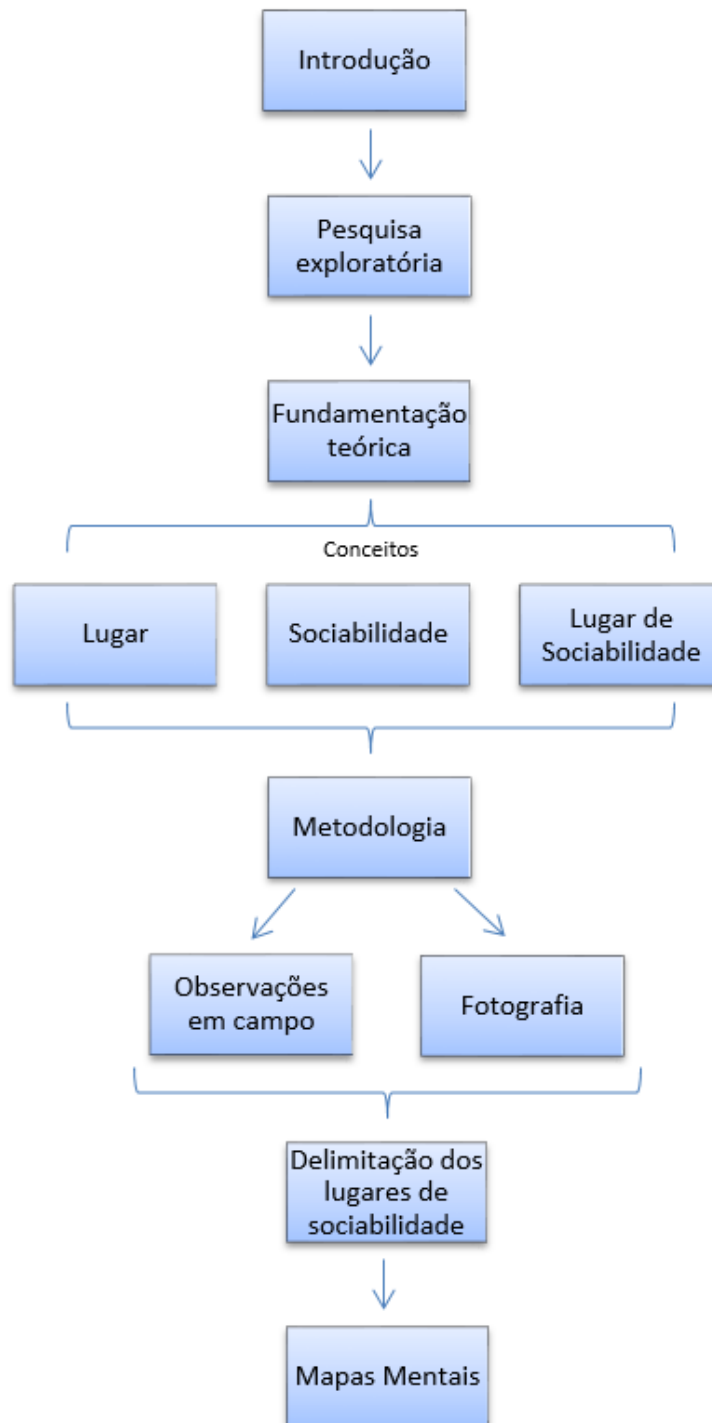 Introdução
Pesquisa
exploratória
Fundamentação
teórica
Conceitos
Lugar
Sociabilidade
Lugar de
Sociabilidade
Metodologia
Observações
em campo
Fotografia
Delimitação dos
lugares de
sociabilidade
Mapas Mentais